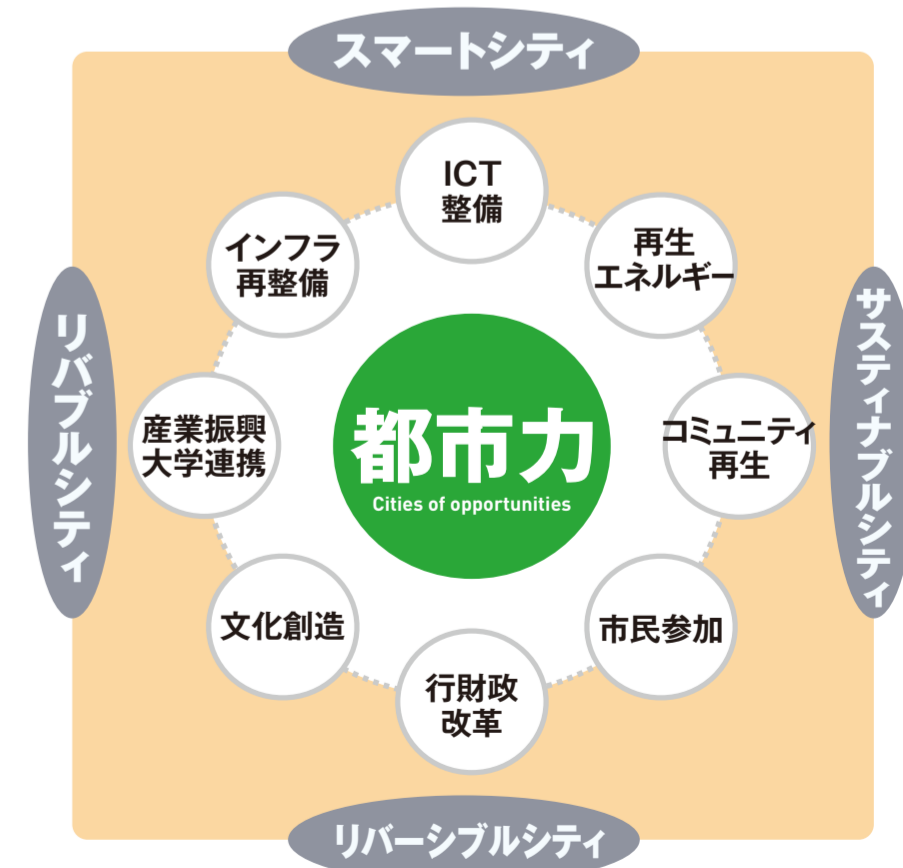 スマートシティ
ICT
整備
インフラ
再整備
再生
エネルギー
リバブルシティ
サスティナブルシティ
産業振興
大学連携
都市力
Cities of opportunities
コミュニティ
再生
文化創造
市民参加
行財政
改革
リバーシブルシティ